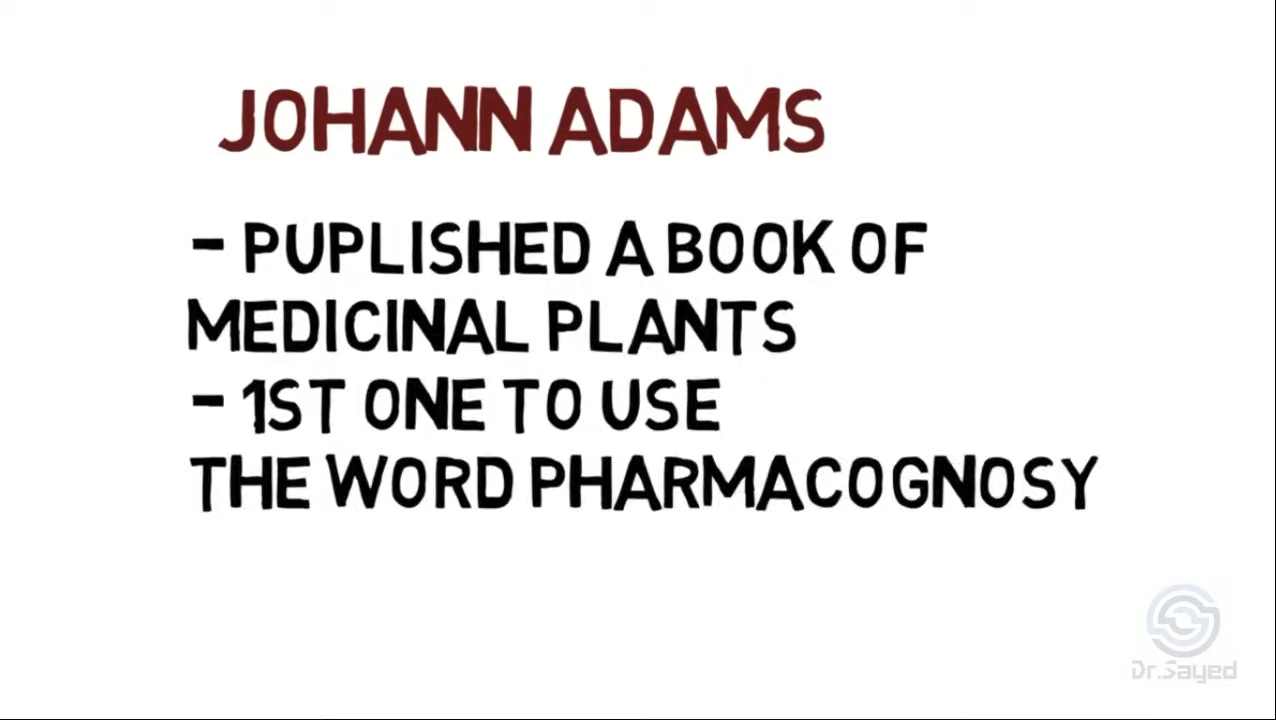 JOHANN ADAMS
- PUPLISHED A BOOK OF
MEDICINAL PLANTS
- 1ST ONE TO USE
THE WORD PHARMACOGNOSY
Dr.Sayed